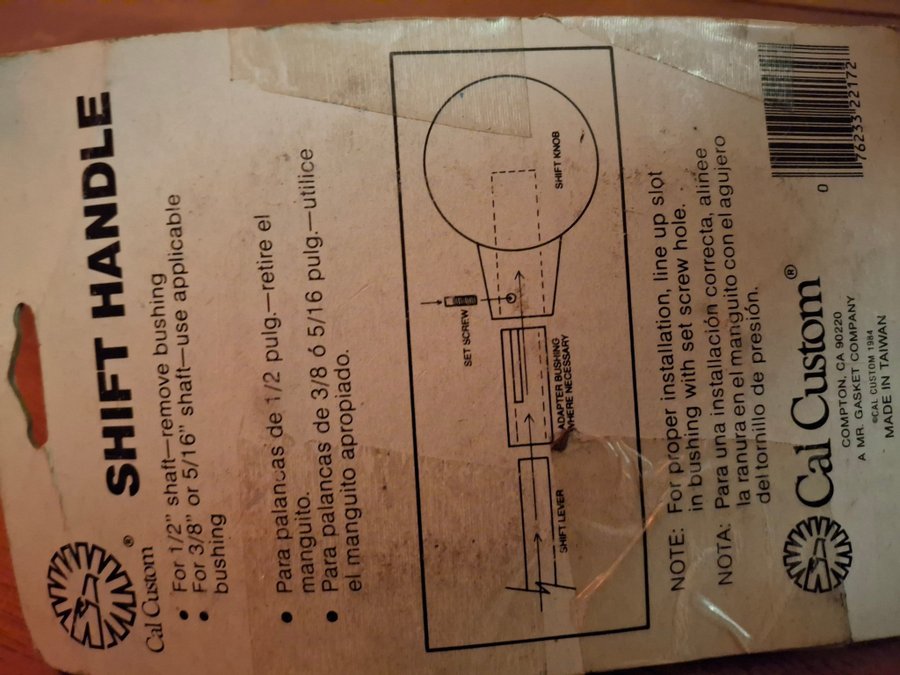 Cal Custom®
SHIFT HANDLE
• For 1/2" shaft—remove bushing
• For 3/8" or 5/16" shaft—use applicable
bushing
• Para palancas de 1/2 pulg.—retire el
manguito.
• Para palancas de 3/8 ó 5/16 pulg.—utilice
el manguito apropiado.
SET SCREW
SHIFT LEVER
ADAPTER BUSHING
WHERE NECESSARY
SHIFT KNOB
NOTE: For proper installation, line up slot
in bushing with set screw hole.
NOTA: Para una installación correcta, alinee
la ranura en el manguito con el agujero
del tornillo de presión.
Cal Custom®
COMPTON, CA 90220
A MR. GASKET COMPANY
©CAL CUSTOM 1984
MADE IN TAIWAN
0 76233 22172